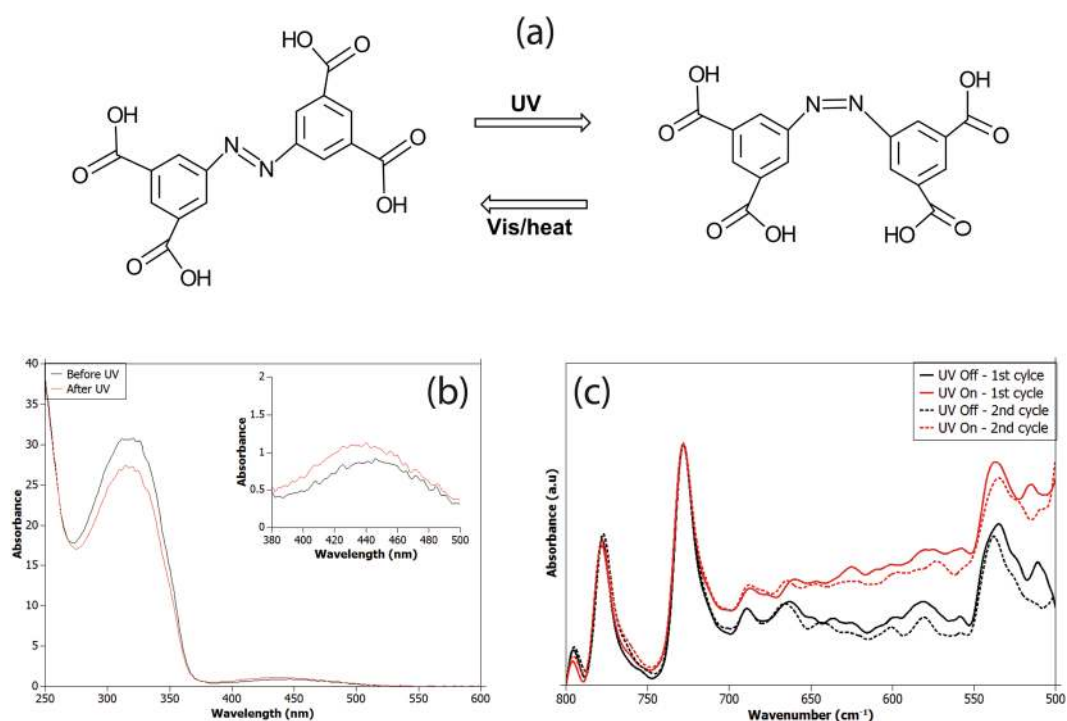 (a)
HO
O
OH
O
N
N
O
OH
O
OH
UV
Vis/heat
OH
O
N
N
OH
O
O
OH
O
HO
(b)
Before UV
After UV
Absorbance
40
35
30
25
20
15
10
5
0
250
300
350
400
450
500
550
600
Wavelength (nm)
Absorbance
2
1.5
1
0.5
0
380
400
420
440
460
480
500
Wavelength (nm)
(c)
UV Off - 1st cylce
UV On - 1st cycle
UV Off - 2nd cycle
UV On - 2nd cycle
Absorbance (a.u)
800
750
700
650
600
550
500
Wavenumber (cm⁻¹)